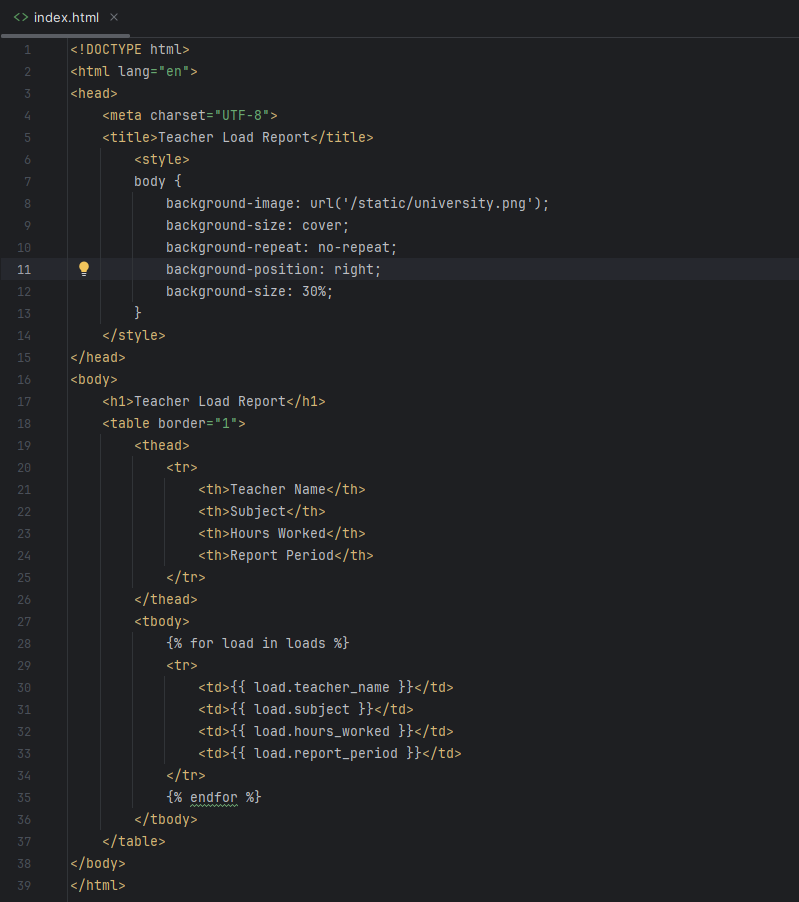 index.html
1 <!DOCTYPE html>
2 <html lang="en">
3 <head>
4     <meta charset="UTF-8">
5     <title>Teacher Load Report</title>
6         <style>
7         body {
8             background-image: url('/static/university.png');
9             background-size: cover;
10             background-repeat: no-repeat;
11             background-position: right;
12             background-size: 30%;
13         }
14     </style>
15 </head>
16 <body>
17     <h1>Teacher Load Report</h1>
18     <table border="1">
19         <thead>
20             <tr>
21                 <th>Teacher Name</th>
22                 <th>Subject</th>
23                 <th>Hours Worked</th>
24                 <th>Report Period</th>
25             </tr>
26         </thead>
27         <tbody>
28             {% for load in loads %}
29             <tr>
30                 <td>{{ load.teacher_name }}</td>
31                 <td>{{ load.subject }}</td>
32                 <td>{{ load.hours_worked }}</td>
33                 <td>{{ load.report_period }}</td>
34             </tr>
35             {% endfor %}
36         </tbody>
37     </table>
38 </body>
39 </html>